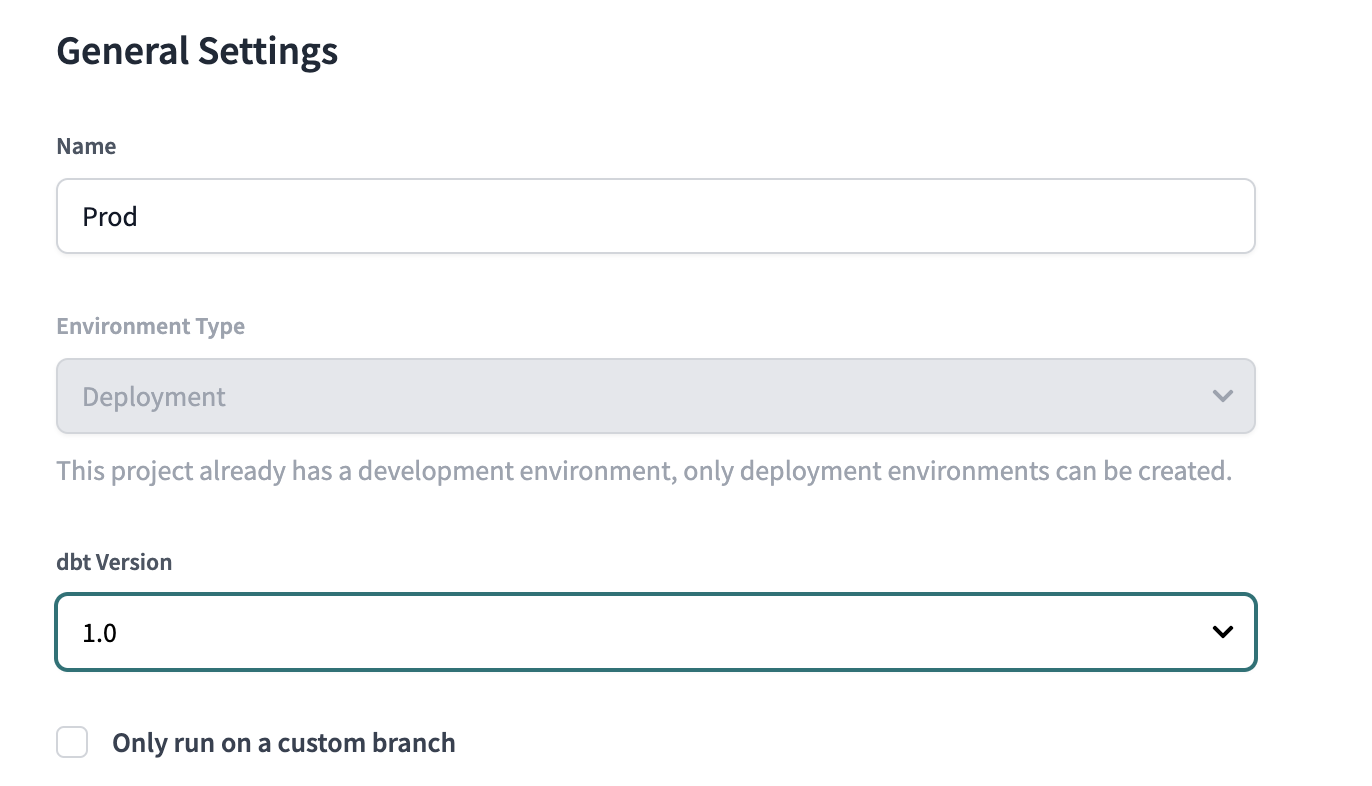 General Settings
Name
Prod
Environment Type
Deployment
This project already has a development environment, only deployment environments can be created.
dbt Version
1.0
Only run on a custom branch